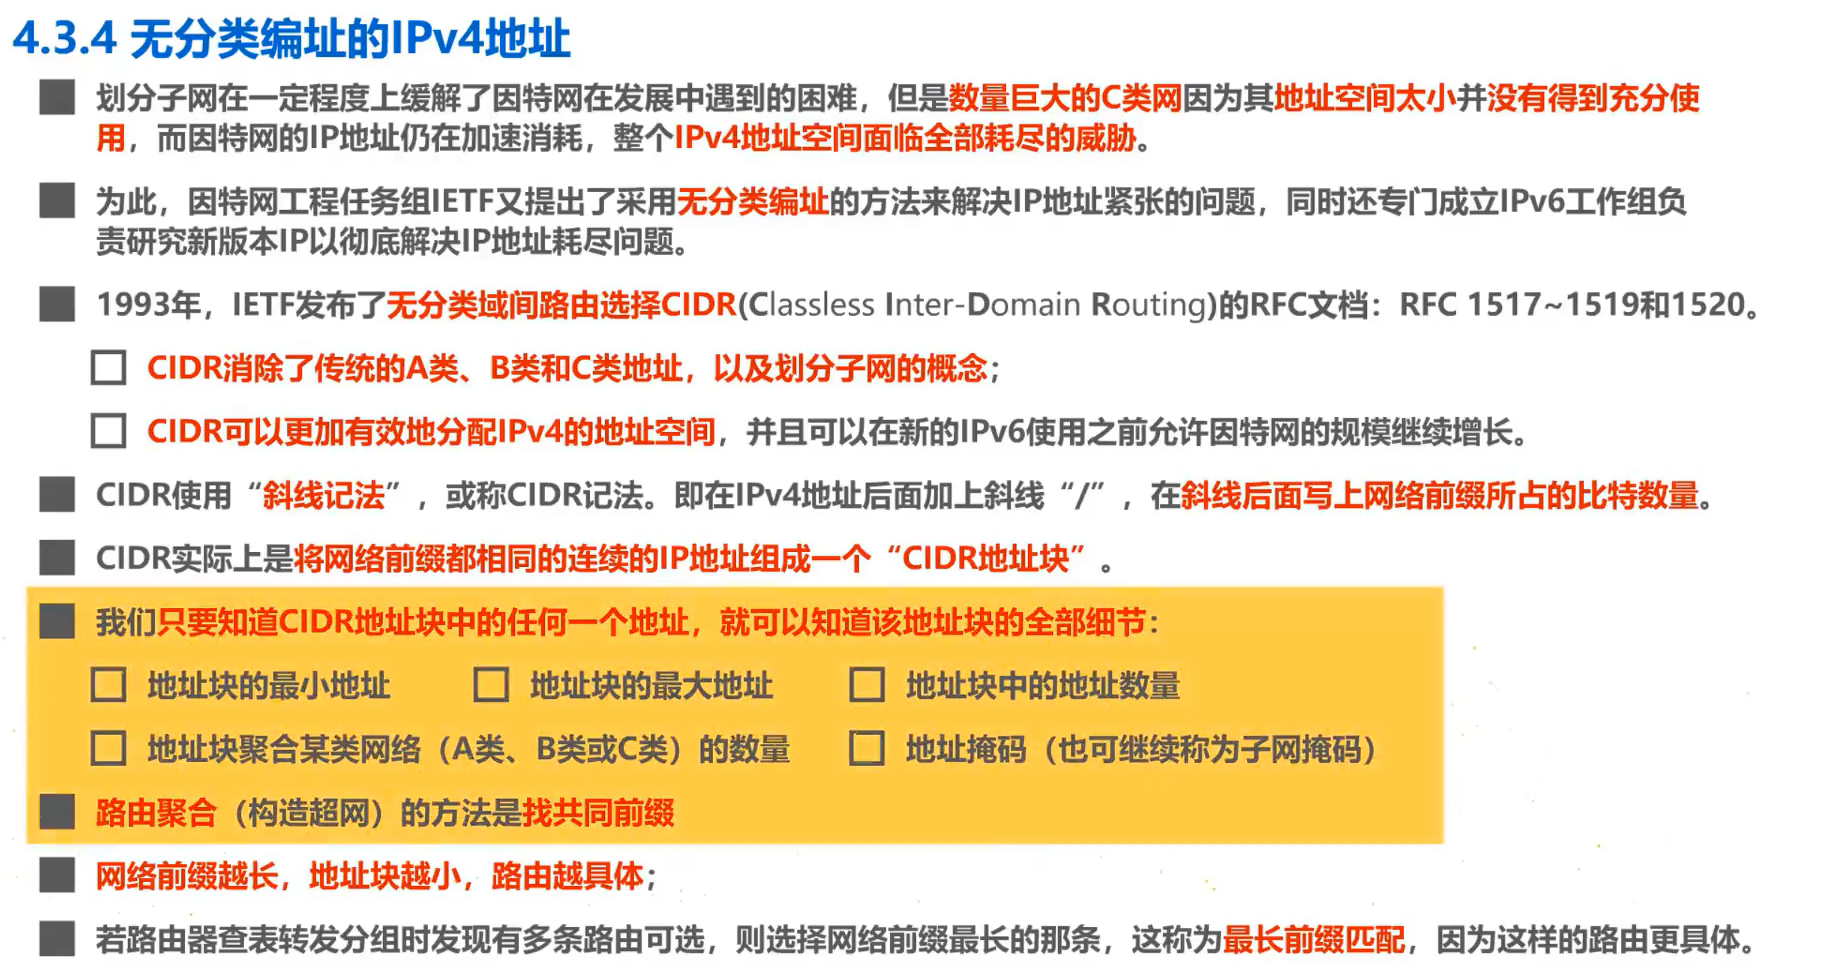 4.3.4 无分类编址的IPv4地址
划分子网在一定程度上缓解了因特网在发展中遇到的困难，但是数量巨大的C类网因为其地址空间太小并没有得到充分使
用，而因特网的IP地址仍在加速消耗，整个IPv4地址空间面临全部耗尽的威胁。
为此，因特网工程任务组IETF又提出了采用无分类编址的方法来解决IP地址紧张的问题，同时还专门成立IPv6工作组负
责研究新版本IP以彻底解决IP地址耗尽问题。
1993年，IETF发布了无分类域间路由选择CIDR(Classless Inter-Domain Routing)的RFC文档：RFC 1517~1519和1520。
CIDR消除了传统的A类、B类和C类地址，以及划分子网的概念；
CIDR可以更加有效地分配IPv4的地址空间，并且可以在新的IPv6使用之前允许因特网的规模继续增长。
CIDR使用“斜线记法”，或称CIDR记法。即在IPv4地址后面加上斜线“/”，在斜线后面写上网络前缀所占的比特数量。
CIDR实际上是将网络前缀都相同的连续的IP地址组成一个“CIDR地址块”。
我们只要知道CIDR地址块中的任何一个地址，就可以知道该地址块的全部细节：
地址块的最小地址 地址块的最大地址 地址块中的地址数量
地址块聚合某类网络（A类、B类或C类）的数量 地址掩码（也可继续称为子网掩码）
路由聚合（构造超网）的方法是找共同前缀
网络前缀越长，地址块越小，路由越具体；
若路由器查表转发分组时发现有多条路由可选，则选择网络前缀最长的那条，这称为最长前缀匹配，因为这样的路由更具体。